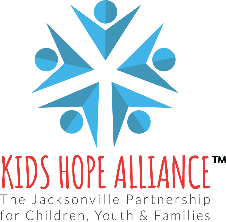 KIDS HOPE ALLIANCE™
The Jacksonville Partnership
for Children, Youth & Families